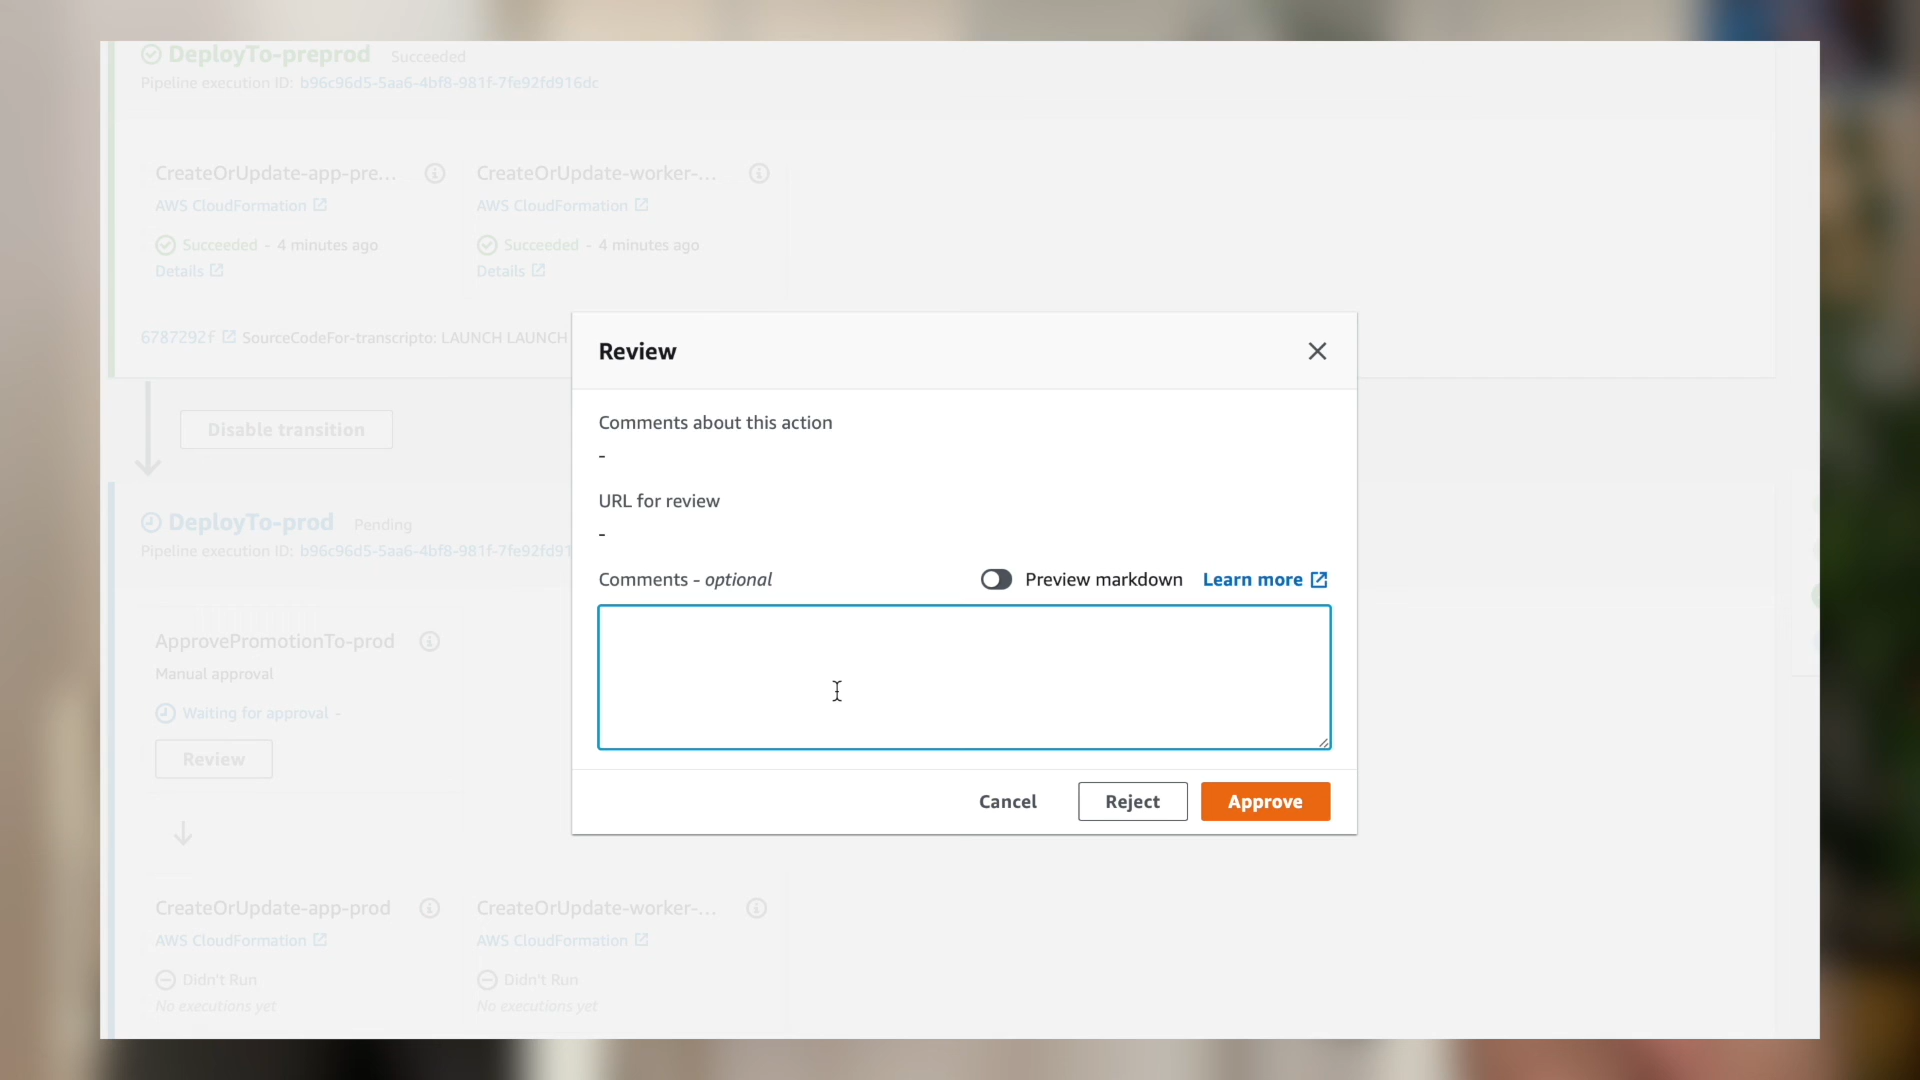 DeployTo-preprod Succeeded
Pipeline execution ID: b96c96d5-5aa6-4bf8-981f-7fe92fd916dc
CreateOrUpdate-app-pre... CreateOrUpdate-worker-...
AWS CloudFormation AWS CloudFormation
Succeeded - 4 minutes ago Succeeded - 4 minutes ago
Details Details
6787292f SourceCodeFor-transcripto: LAUNCH LAUNCH
Disable transition
DeployTo-prod Pending
Pipeline execution ID: b96c96d5-5aa6-4bf8-981f-7fe92fd91
ApprovePromotionTo-prod
Manual approval
Waiting for approval -
Review
CreateOrUpdate-app-prod CreateOrUpdate-worker-...
AWS CloudFormation AWS CloudFormation
Didn't Run Didn't Run
No executions yet No executions yet
Review
Comments about this action
-
URL for review
-
Comments - optional Preview markdown Learn more
Cancel Reject Approve